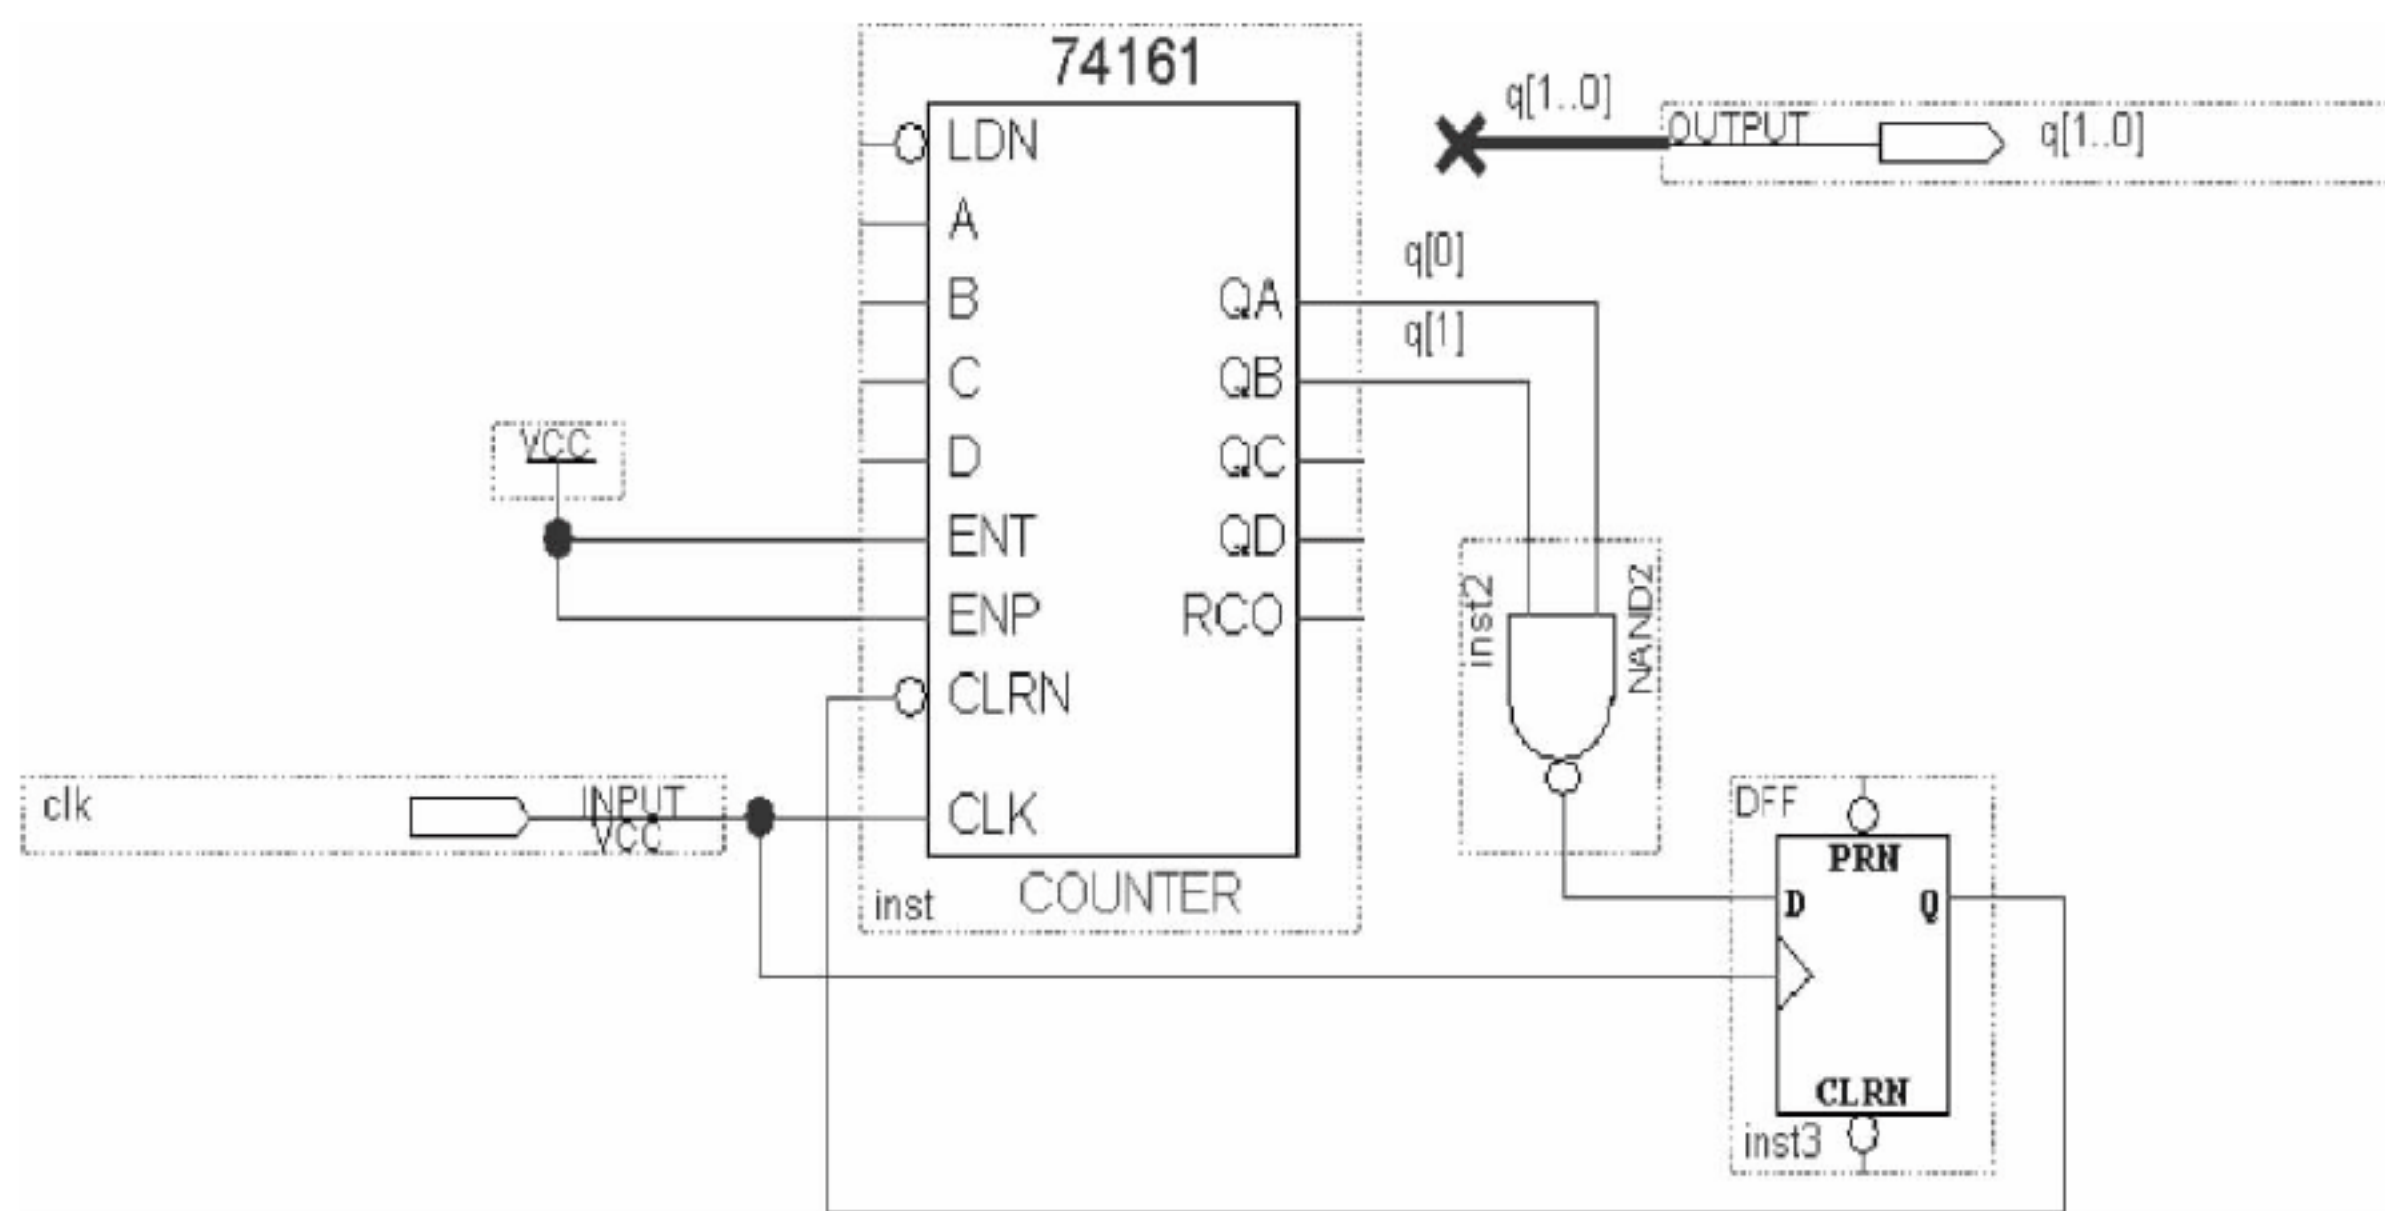 74161
LDN
A
B
C
D
ENT
ENP
CLRN
CLK
QA
QB
QC
QD
RCO
COUNTER
inst
q[1..0]
OUTPUT
q[1..0]
q[0]
q[1]
VCC
clk
INPUT
VCC
inst2
NAND2
DFF
PRN
D
Q
CLRN
inst3